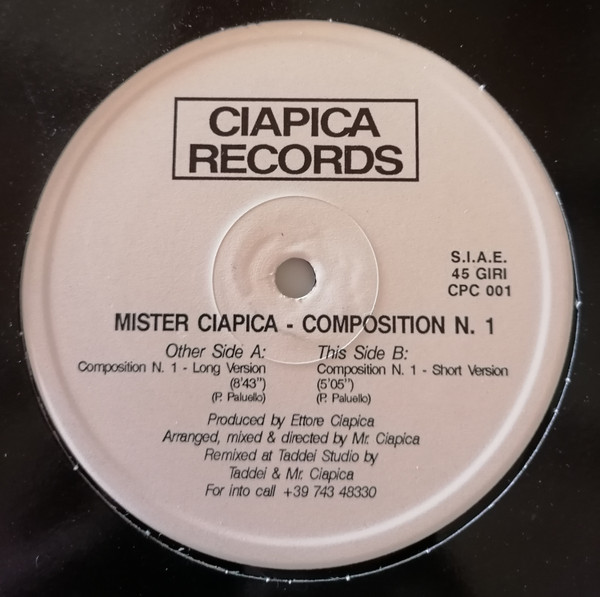 CIAPICA
RECORDS
S.I.A.E.
45 GIRI
CPC 001
MISTER CIAPICA - COMPOSITION N. 1
Other Side A:
Composition N. 1 - Long Version
(8'43")
(P. Paluello)
This Side B:
Composition N. 1 - Short Version
(5'05")
(P. Paluello)
Produced by Ettore Ciapica
Arranged, mixed & directed by Mr. Ciapica
Remixed at Taddei Studio by
Taddei & Mr. Ciapica
For into call +39 743 48330